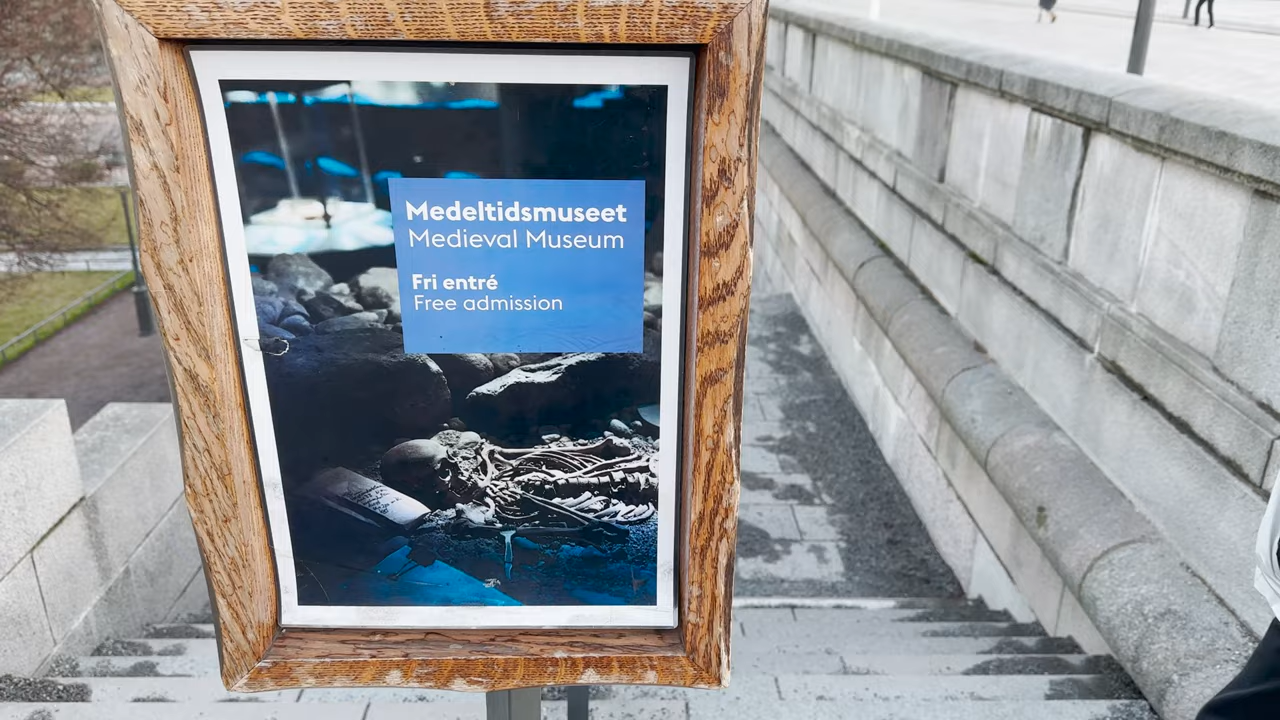 Medeltidsmuseet
Medieval Museum
Fri entré
Free admission